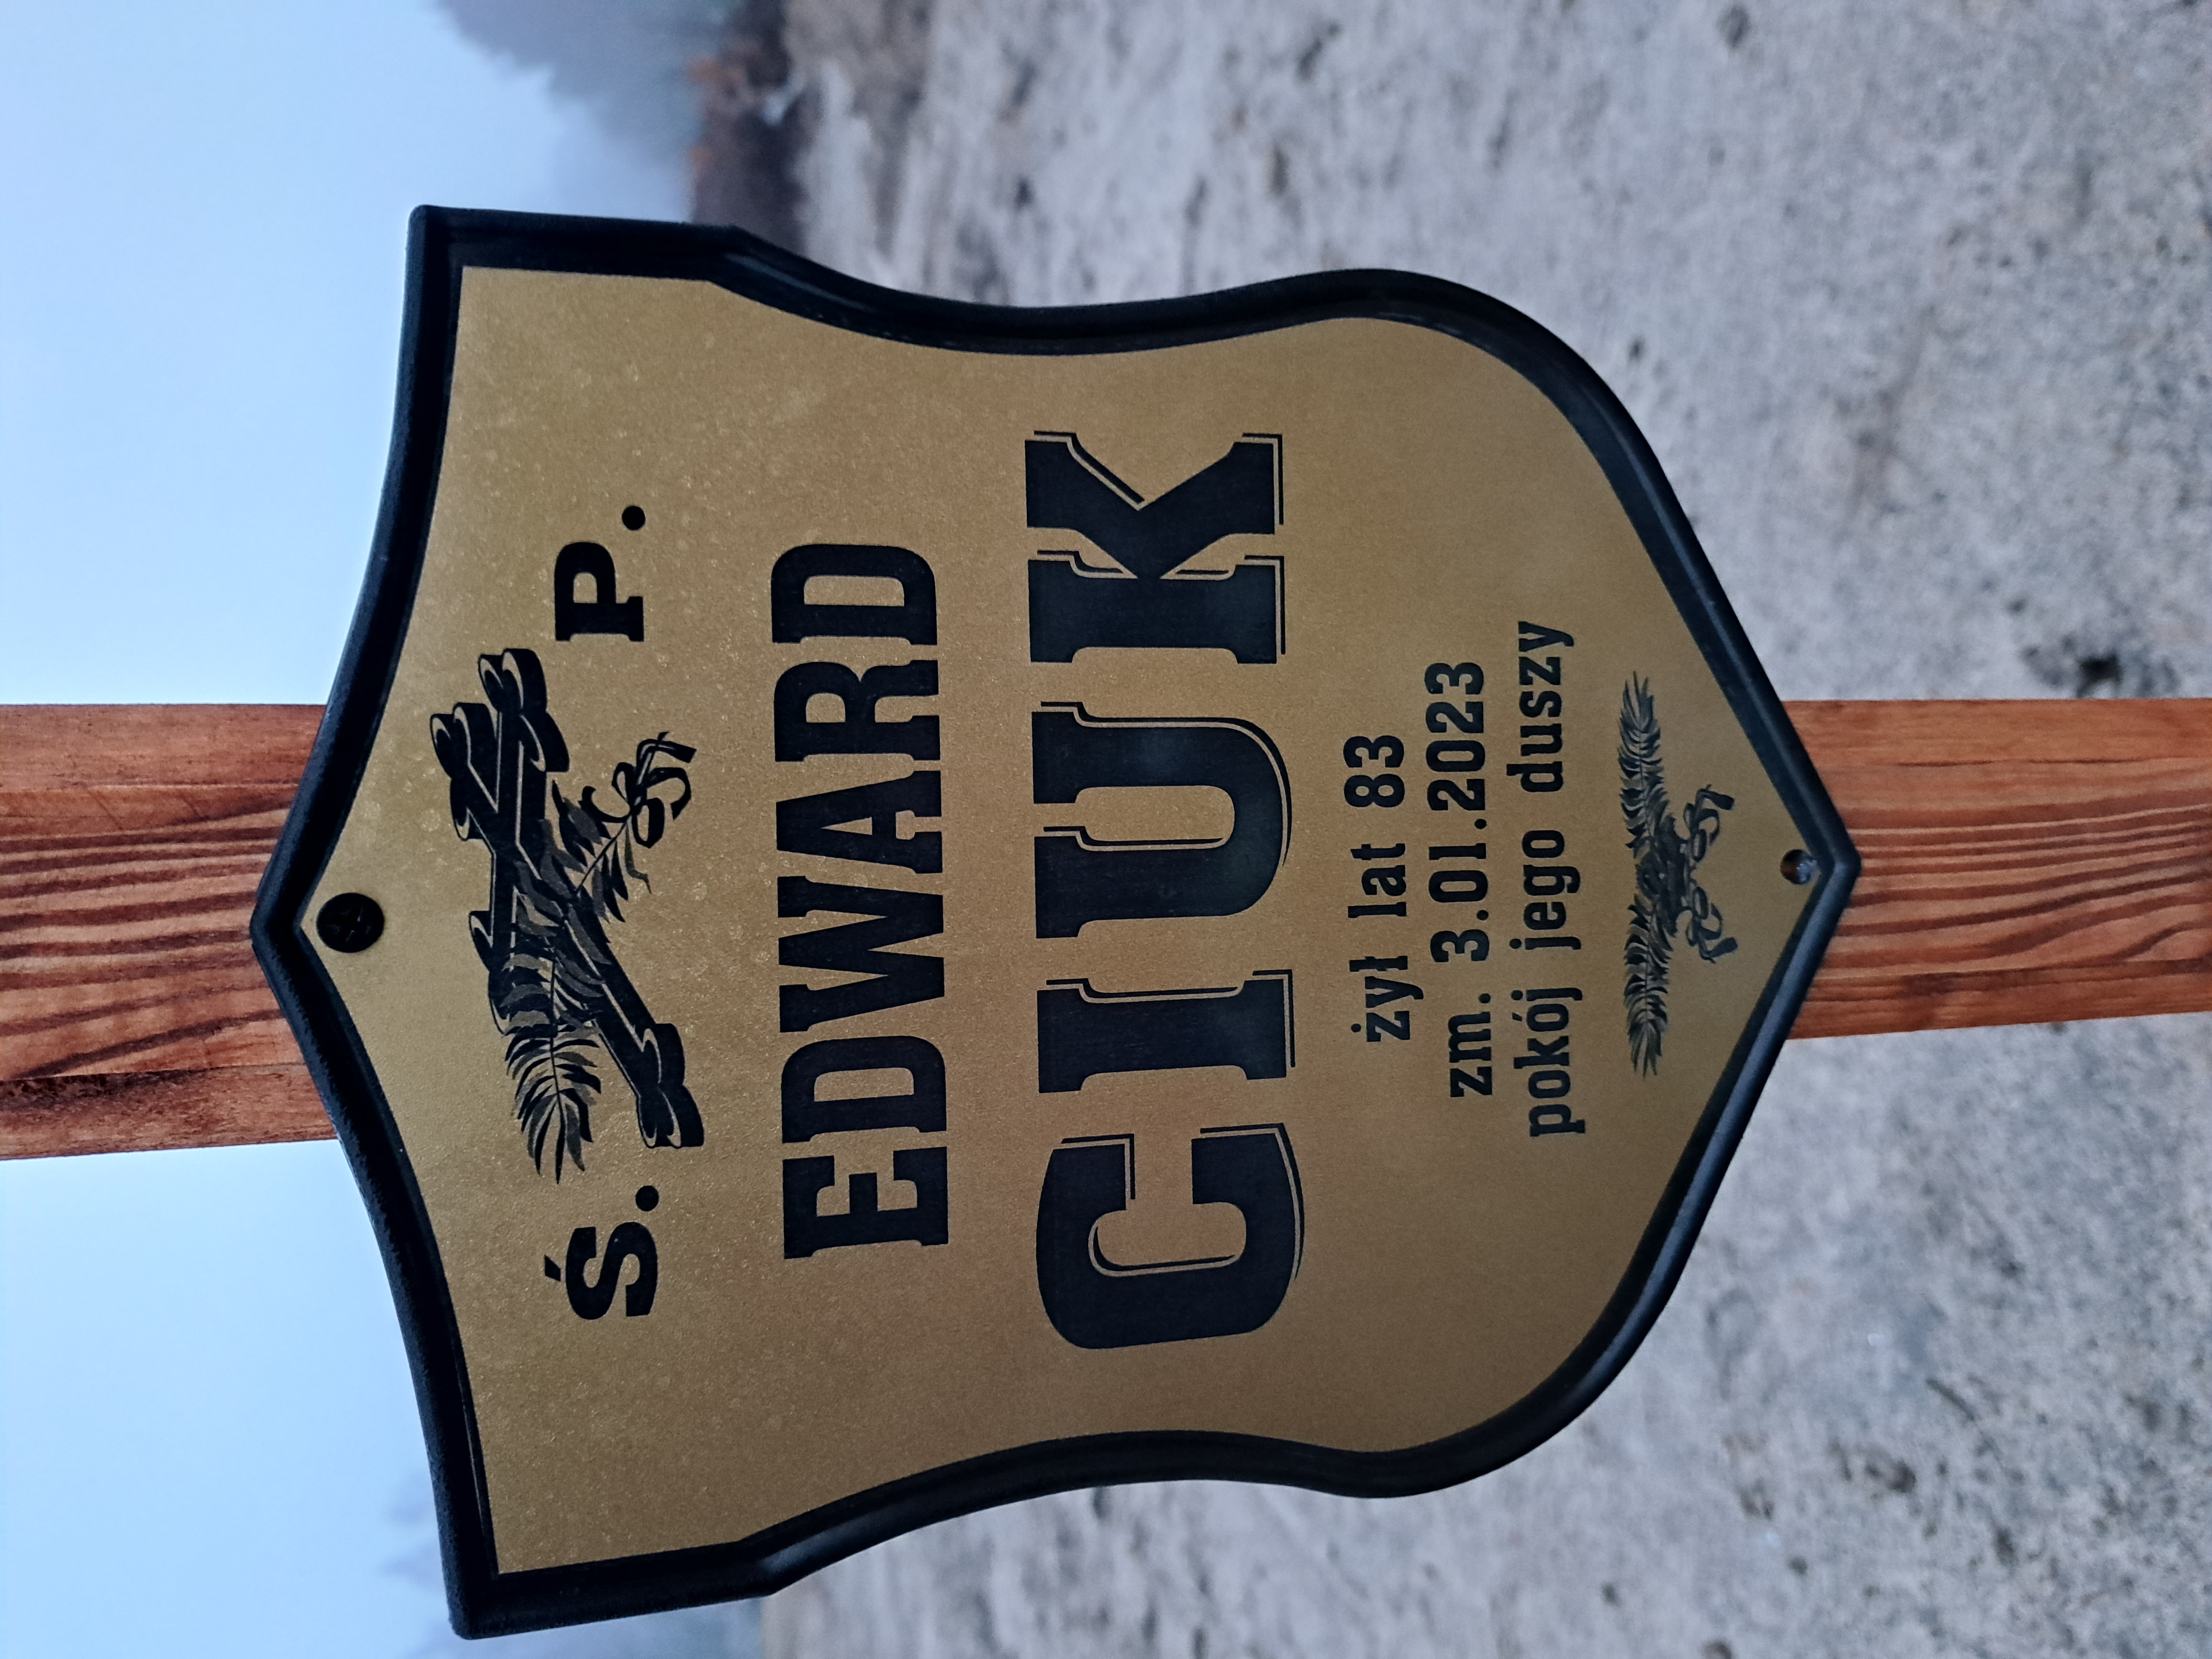 Ś. P.
EDWARD
CIUK
żył lat 83
zm. 3.01.2023
pokój jego duszy